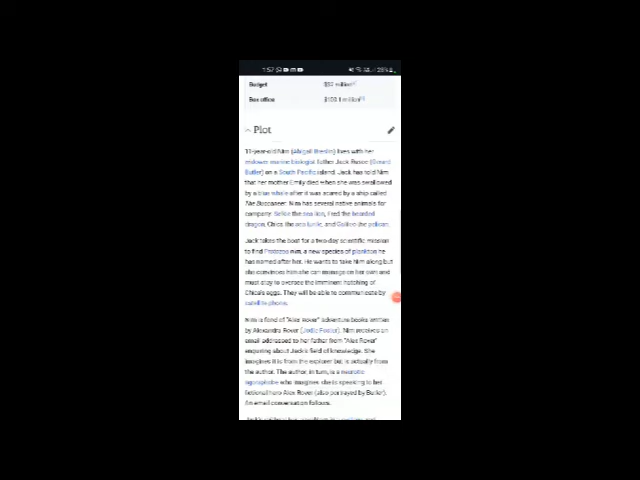 1:57
Budget
Box office
Plot
11-year-old Nim (Abigail Breslin) lives with her
widower marine biologist father Jack Rusoe (Gerard
Butler) on a South Pacific island. Jack has told Nim
that her mother Emily died when she was swallowed
by a blue whale after it was scared by a ship called
The Buccaneer. Nim has several native animals for
company: Selkie the sea lion, Fred the bearded
dragon, Chica the sea turtle, and Galileo the pelican.
Jack takes the boat for a two-day scientific mission
to find Protozoa nim, a new species of plankton he
has named after her. He wants to take Nim along but
she convinces him she can manage on her own and
must stay to oversee the imminent hatching of
Chica's eggs. They will be able to communicate by
satellite phone.
Nim is fond of "Alex Rover" adventure books written
by Alexandra Rover (Jodie Foster). Nim receives an
email addressed to her father from "Alex Rover"
enquiring about Jack's field of knowledge. She
imagines it is from the explorer but is actually from
the author. The author, in turn, is a neurotic
agoraphobe who imagines she is speaking to her
fictional hero Alex Rover (also portrayed by Butler).
An email conversation follows.